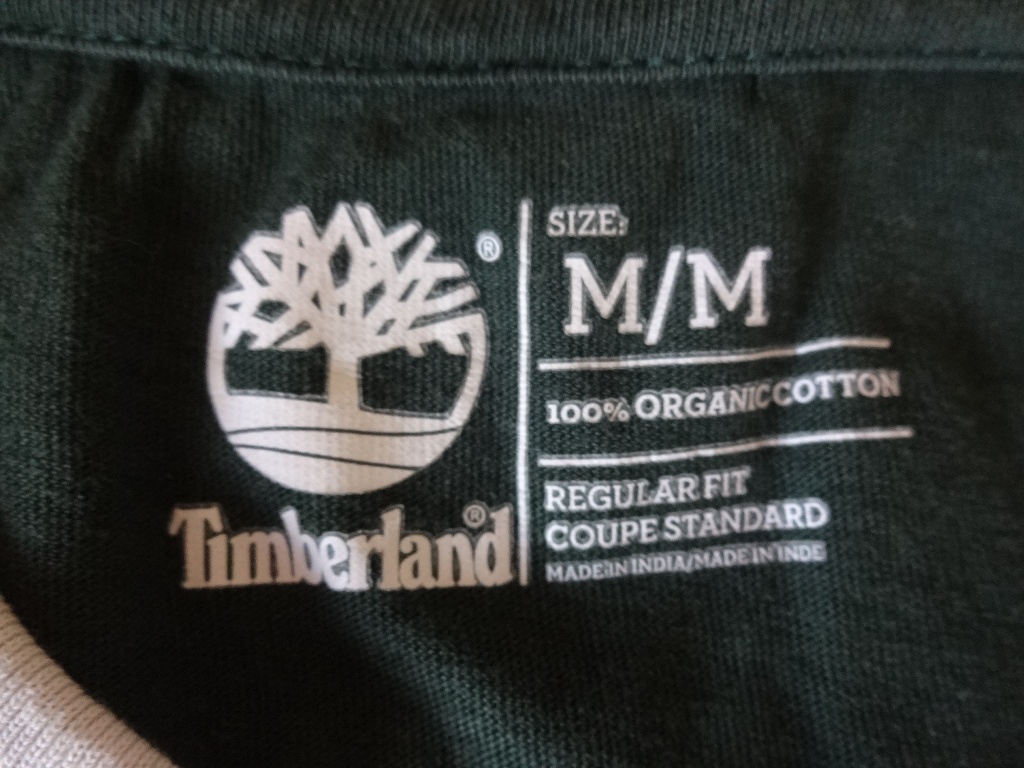 Timberland®
®
SIZE:
M/M
100% ORGANIC COTTON
REGULAR FIT
COUPE STANDARD
MADE IN INDIA/MADE IN INDE